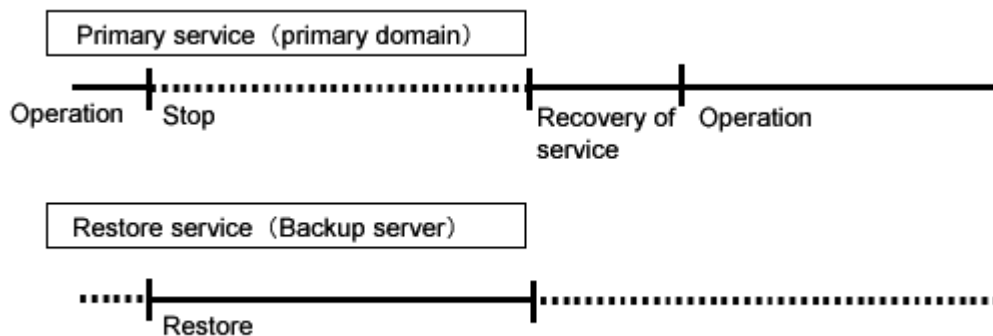 Primary service（primary domain）
Operation
Stop
Recovery of
service
Operation
Restore service（Backup server）
Restore